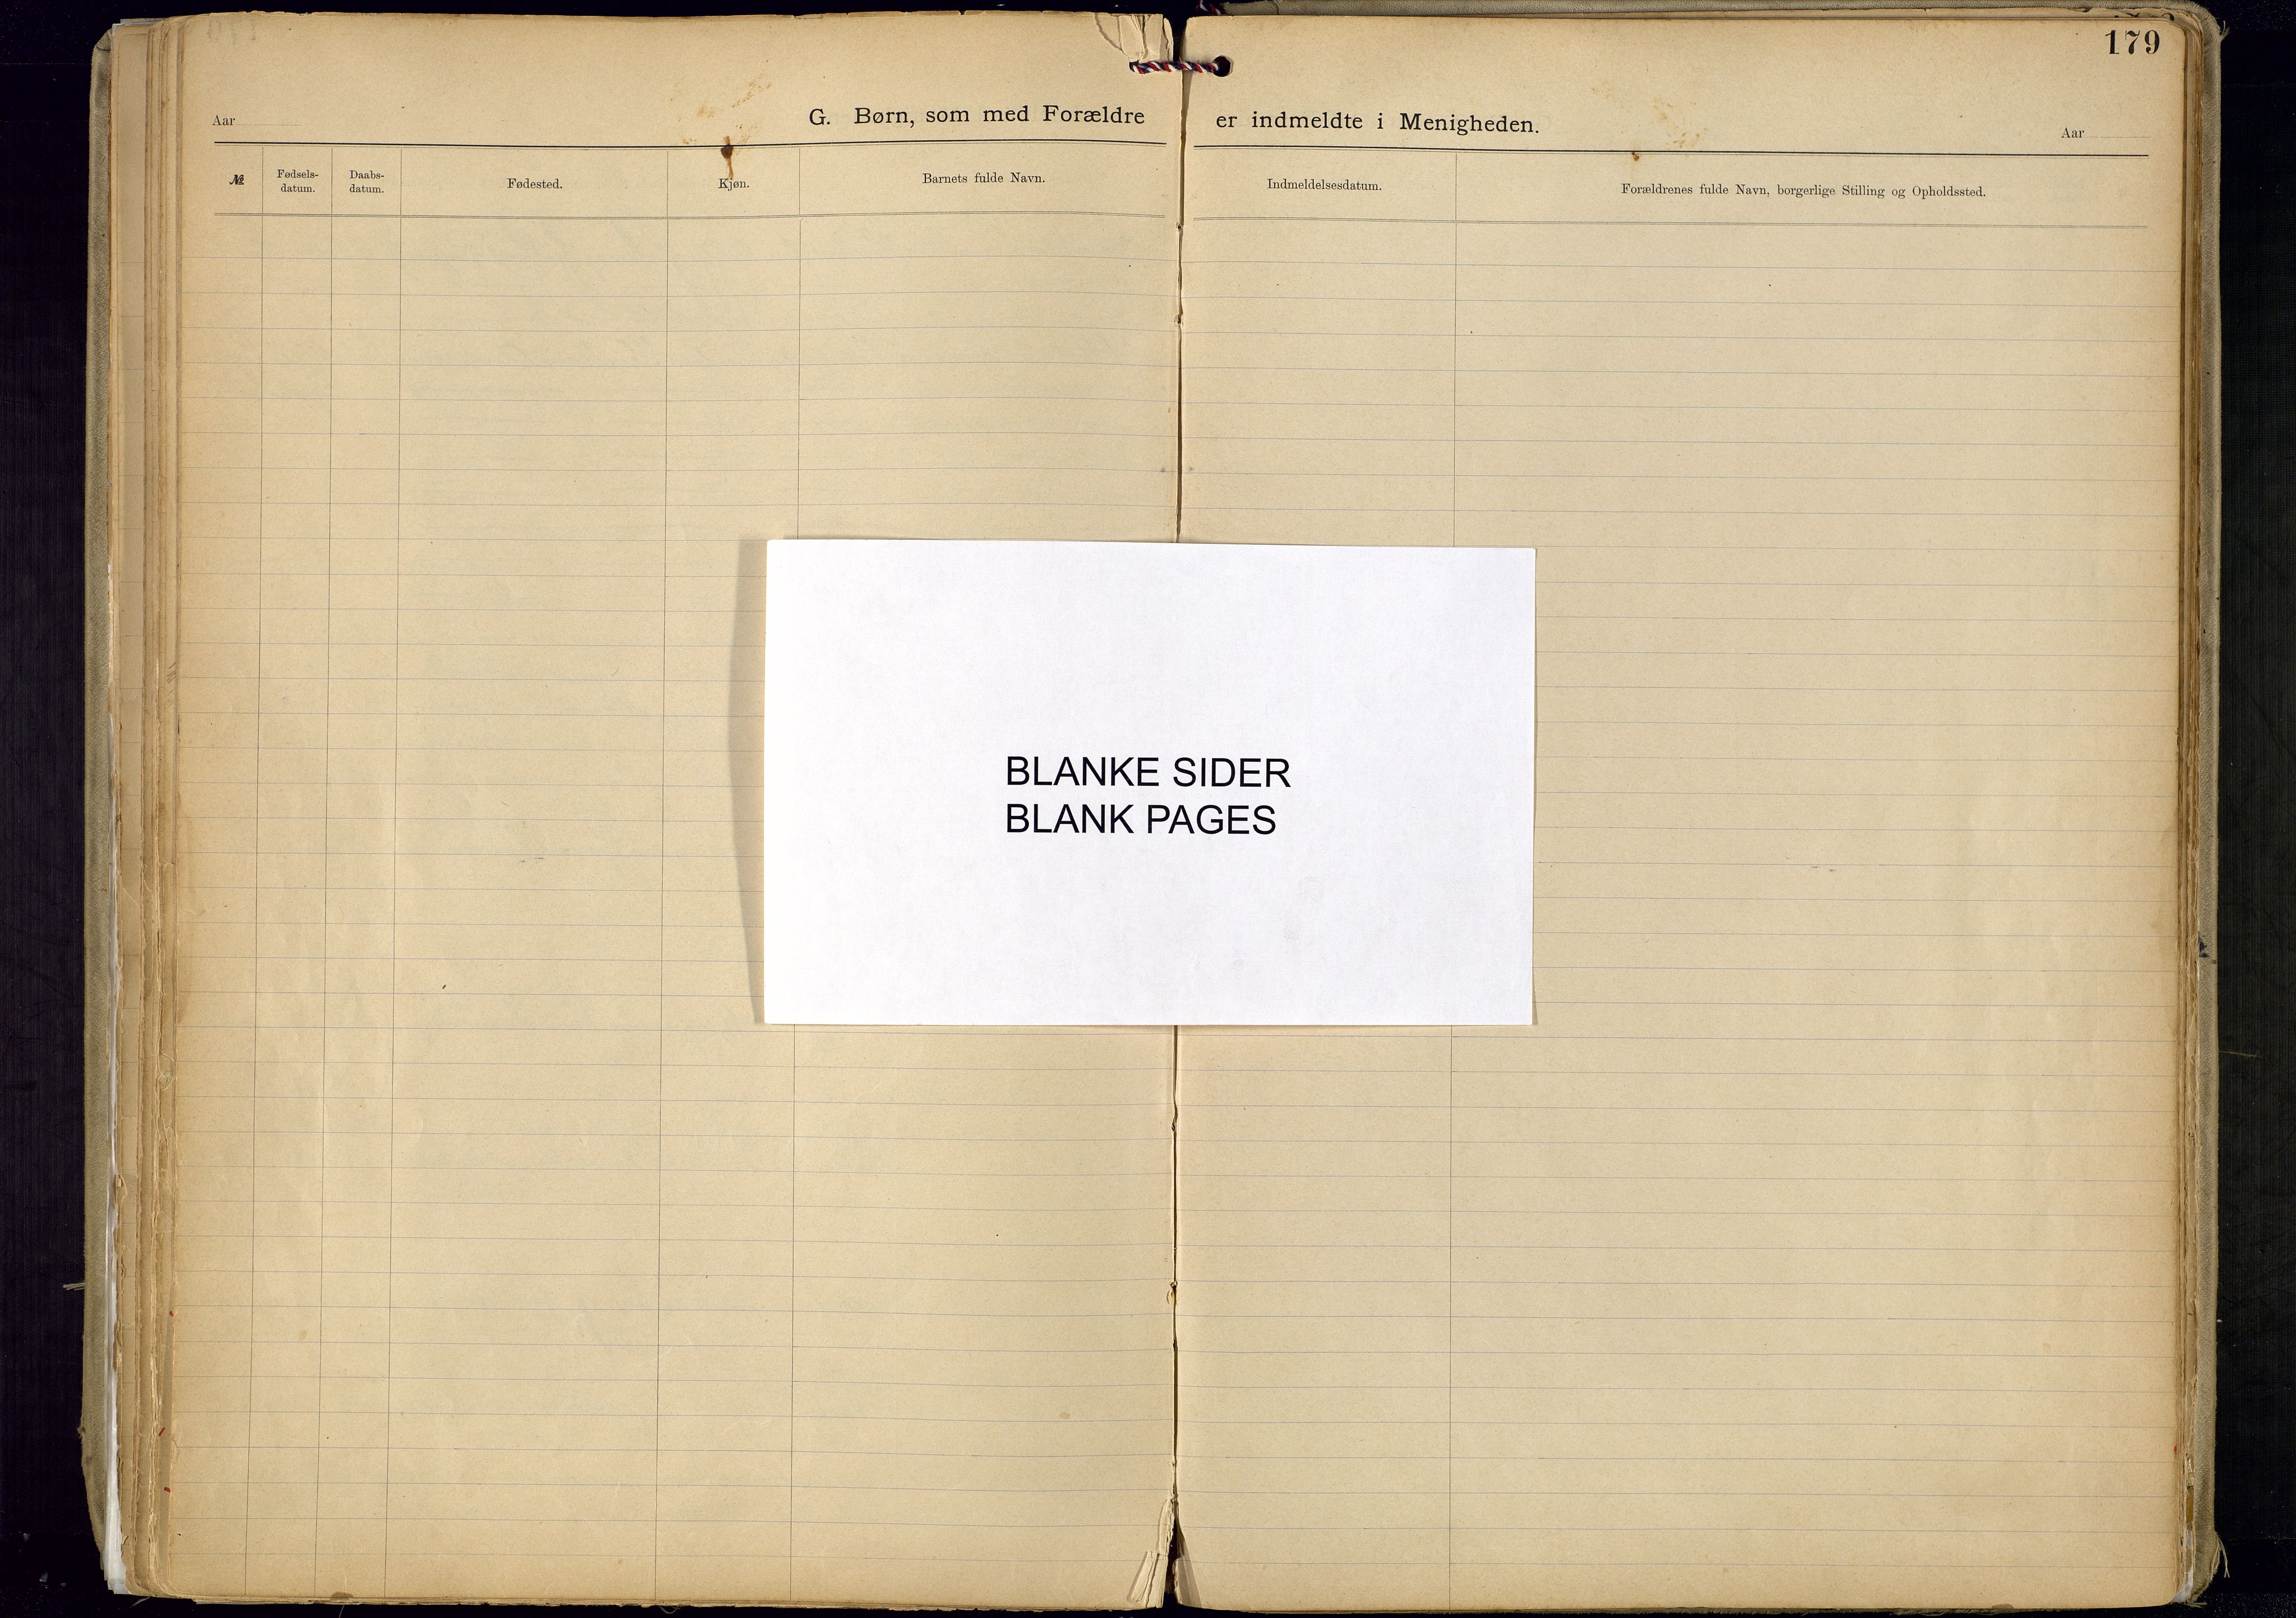 179
Aar
G. Børn, som med Forældre er indmeldte i Menigheden.
Aar
№
Fødsels-
datum.
Daabs-
datum.
Fødested.
Kjøn.
Barnets fulde Navn.
Indmeldelsesdatum.
Forældrenes fulde Navn, borgerlige Stilling og Opholdssted.
BLANKE SIDER
BLANK PAGES